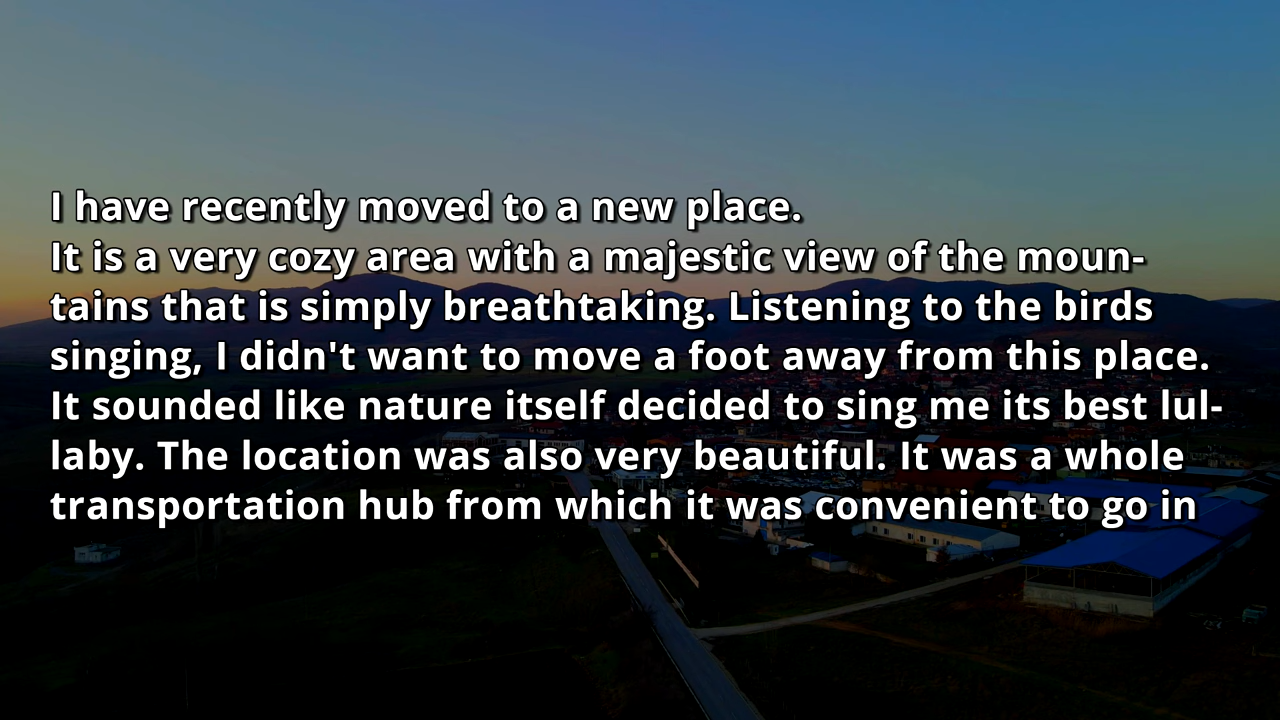 I have recently moved to a new place.
It is a very cozy area with a majestic view of the moun-
tains that is simply breathtaking. Listening to the birds
singing, I didn't want to move a foot away from this place.
It sounded like nature itself decided to sing me its best lul-
laby. The location was also very beautiful. It was a whole
transportation hub from which it was convenient to go in